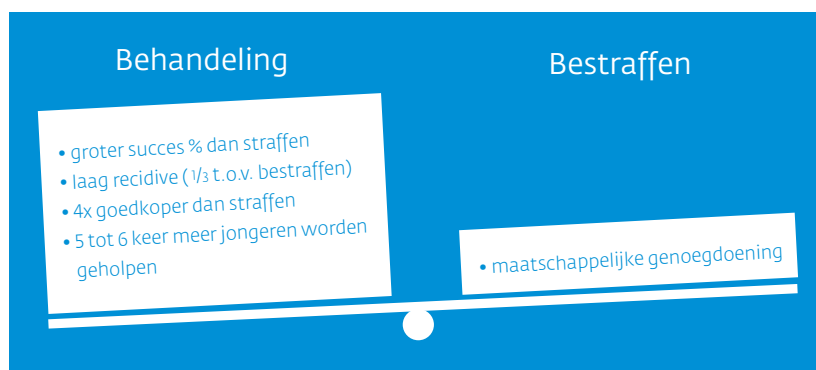 Behandeling
• groter succes % dan straffen
• laag recidive (1/3 t.o.v. bestraffen)
• 4x goedkoper dan straffen
• 5 tot 6 keer meer jongeren worden
geholpen
Bestraffen
• maatschappelijke genoegdoening